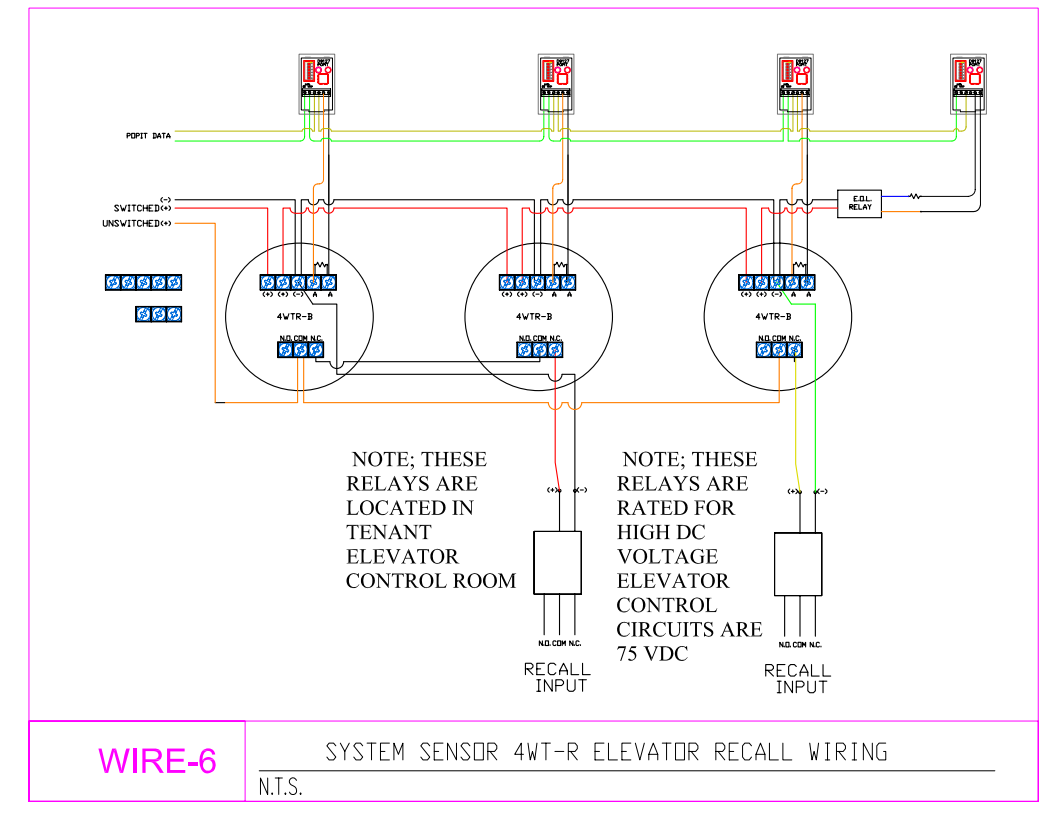 POPIT DATA
(-)
SWITCHED(+)
UNSWITCHED(+)
E.O.L.
RELAY
(+) (+) (-) A A
(+) (+) (-) A A
(+) (+) (-) A A
4WTR-B
4WTR-B
4WTR-B
N.O. COM N.C.
N.O. COM N.C.
N.O. COM N.C.
NOTE; THESE
RELAYS ARE
LOCATED IN
TENANT
ELEVATOR
CONTROL ROOM
(+) (-)
N.O. COM N.C.
RECALL
INPUT
NOTE; THESE
RELAYS ARE
RATED FOR
HIGH DC
VOLTAGE
ELEVATOR
CONTROL
CIRCUITS ARE
75 VDC
(+) (-)
N.O. COM N.C.
RECALL
INPUT
WIRE-6
SYSTEM SENSOR 4WT-R ELEVATOR RECALL WIRING
N.T.S.